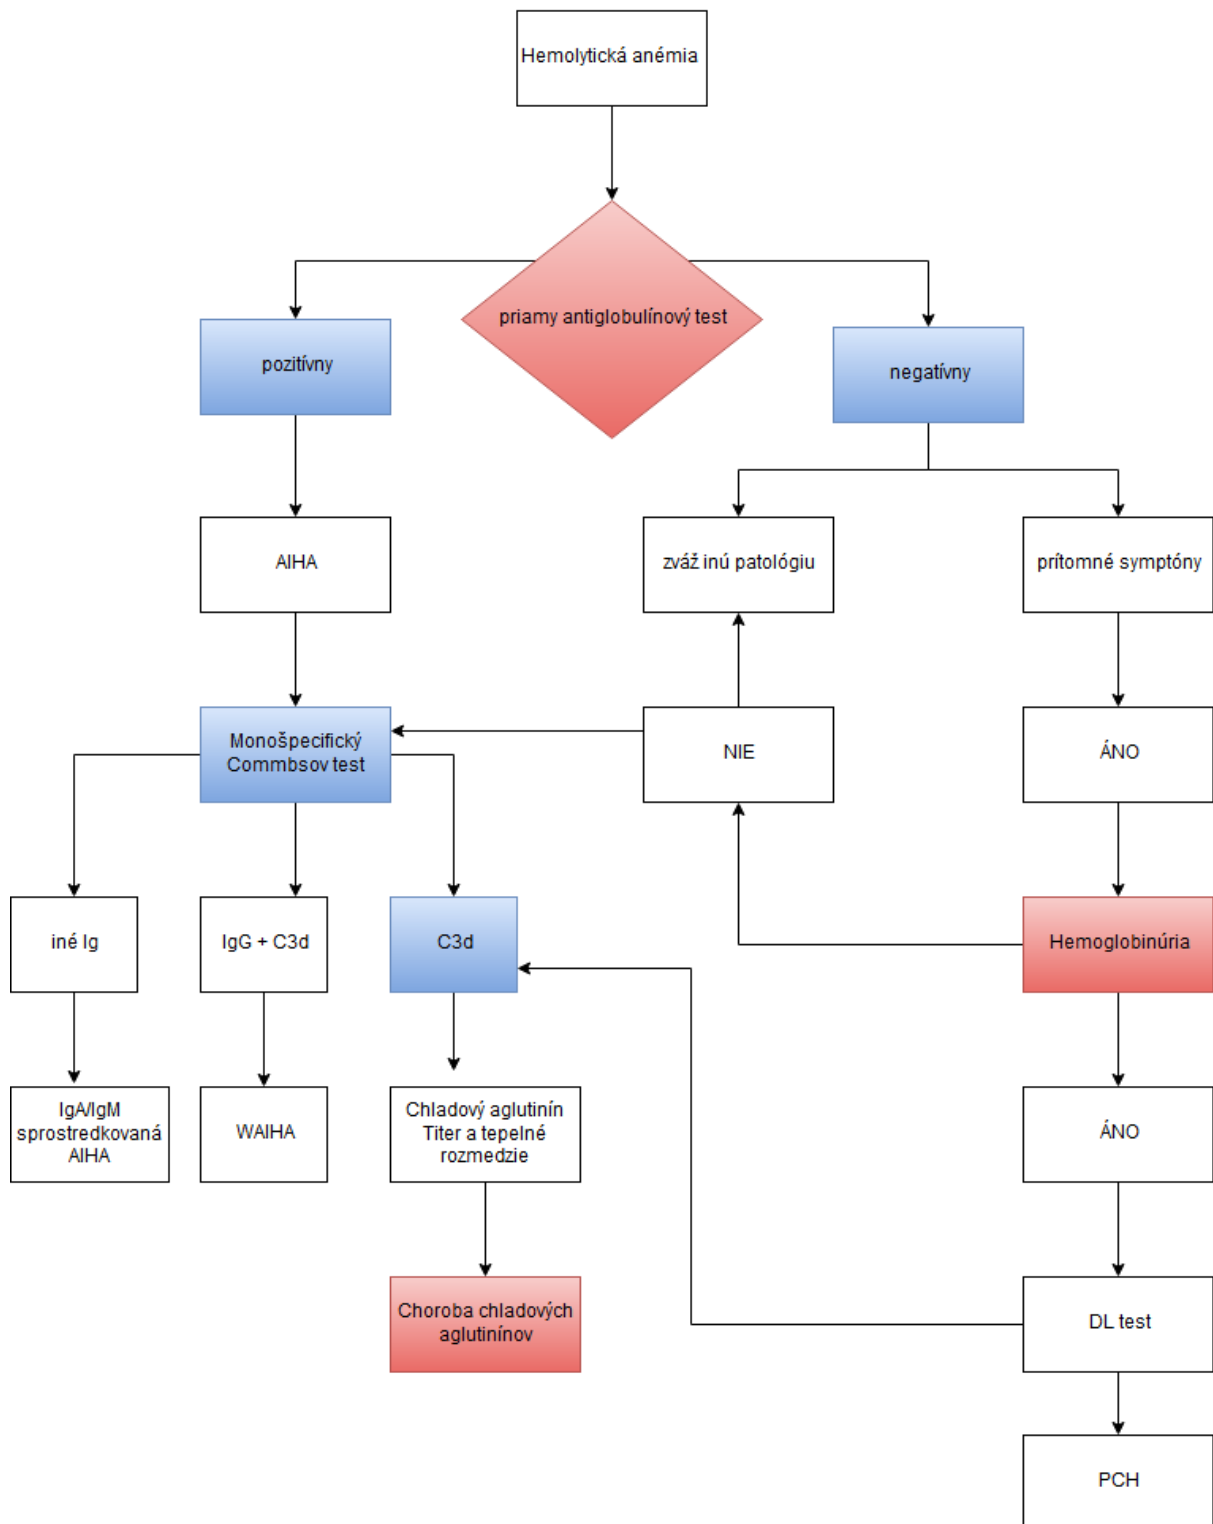 Hemolytická anémia
priamy antiglobulínový test
pozitívny
negatívny
AIHA
zváž inú patológiu
prítomné symptóny
Monošpecifický
Commbsov test
NIE
ÁNO
iné Ig
IgG + C3d
C3d
Hemoglobinúria
IgA/IgM
sprostredkovaná
AIHA
WAIHA
Chladový aglutinín
Titer a tepelné
rozmedzie
ÁNO
Choroba chladových
aglutinínov
DL test
PCH